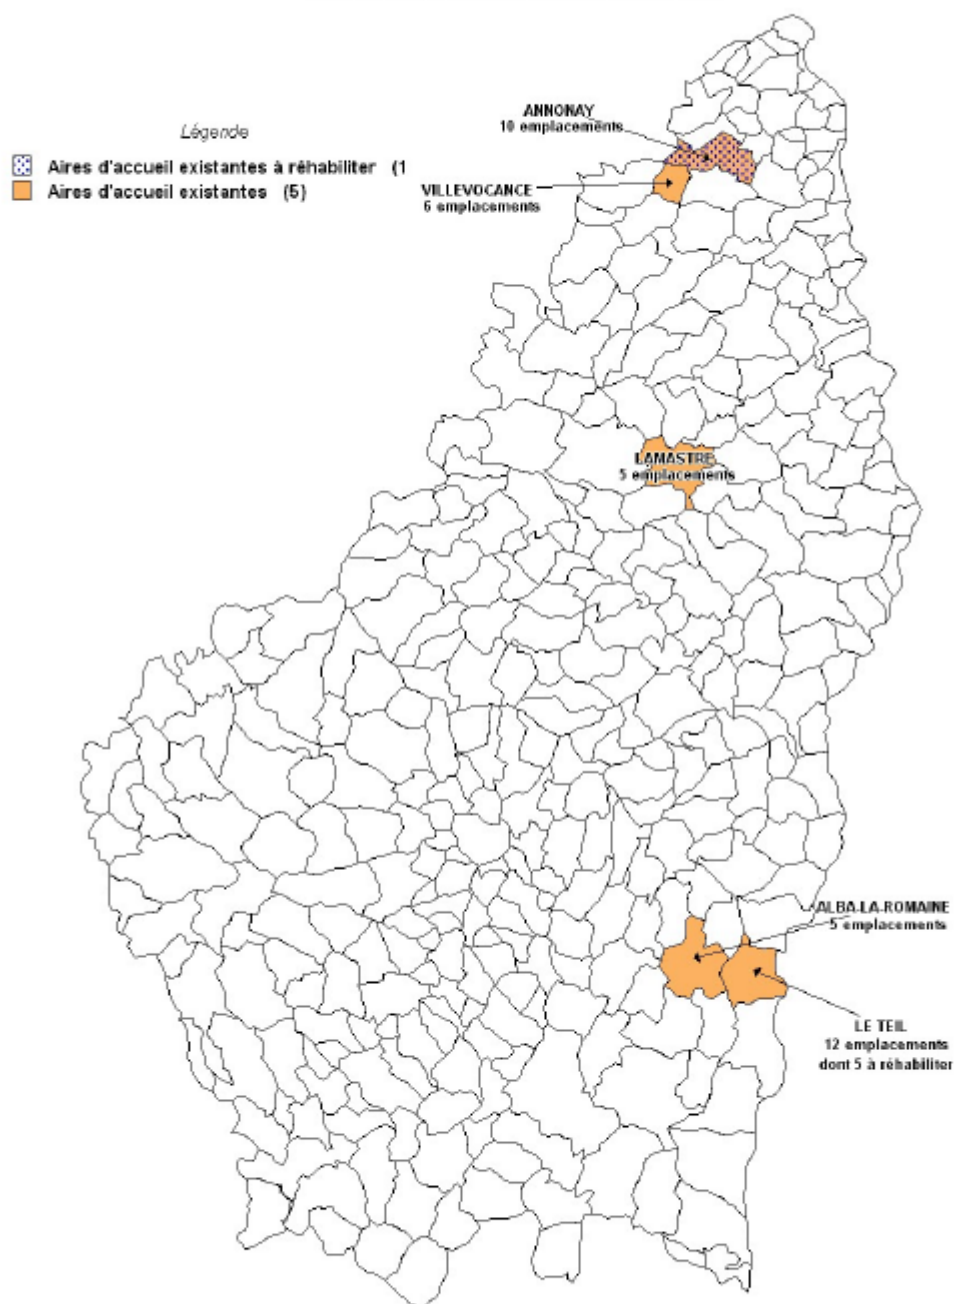 Légende
Aires d'accueil existantes à réhabiliter (1
Aires d'accueil existantes (5)
ANNONAY
10 emplacements
VILLEVOCANCE
6 emplacements
LAMASTRE
5 emplacements
ALBA-LA-ROMAINE
5 emplacements
LE TEIL
12 emplacements
dont 5 à réhabiliter